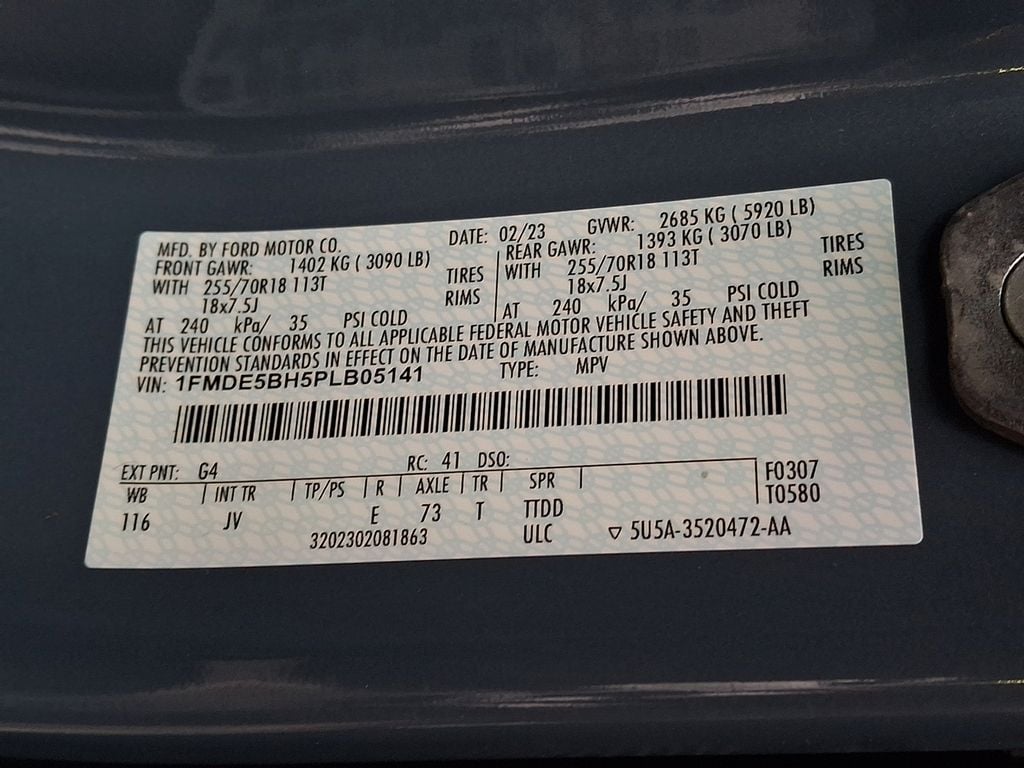 MFD. BY FORD MOTOR CO. DATE: 02/23 GVWR: 2685 KG ( 5920 LB)
FRONT GAWR: 1402 KG ( 3090 LB) REAR GAWR: 1393 KG ( 3070 LB)
WITH 255/70R18 113T TIRES WITH 255/70R18 113T TIRES
18x7.5J RIMS 18x7.5J RIMS
AT 240 kPa/ 35 PSI COLD AT 240 kPa/ 35 PSI COLD
THIS VEHICLE CONFORMS TO ALL APPLICABLE FEDERAL MOTOR VEHICLE SAFETY AND THEFT
PREVENTION STANDARDS IN EFFECT ON THE DATE OF MANUFACTURE SHOWN ABOVE.
VIN: 1FMDE5BH5PLB05141 TYPE: MPV
EXT PNT: G4 RC: 41 DSO: F0307
WB INT TR TP/PS R AXLE TR SPR T0580
116 JV E 73 T TTDD
3202302081863 ULC ▽ 5U5A-3520472-AA